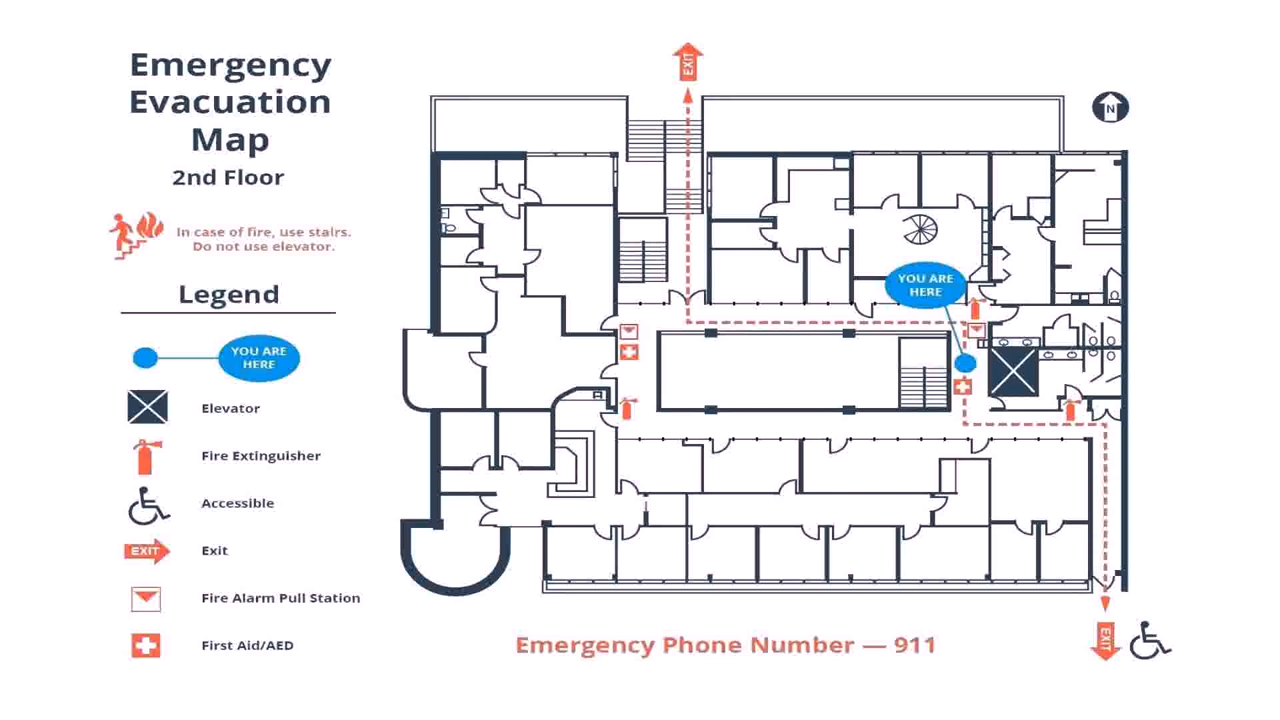 Emergency
Evacuation
Map
2nd Floor
In case of fire, use stairs.
Do not use elevator.
Legend
YOU ARE
HERE
Elevator
Fire Extinguisher
Accessible
EXIT
Exit
Fire Alarm Pull Station
First Aid/AED
EXIT
N
YOU ARE
HERE
EXIT
Emergency Phone Number — 911